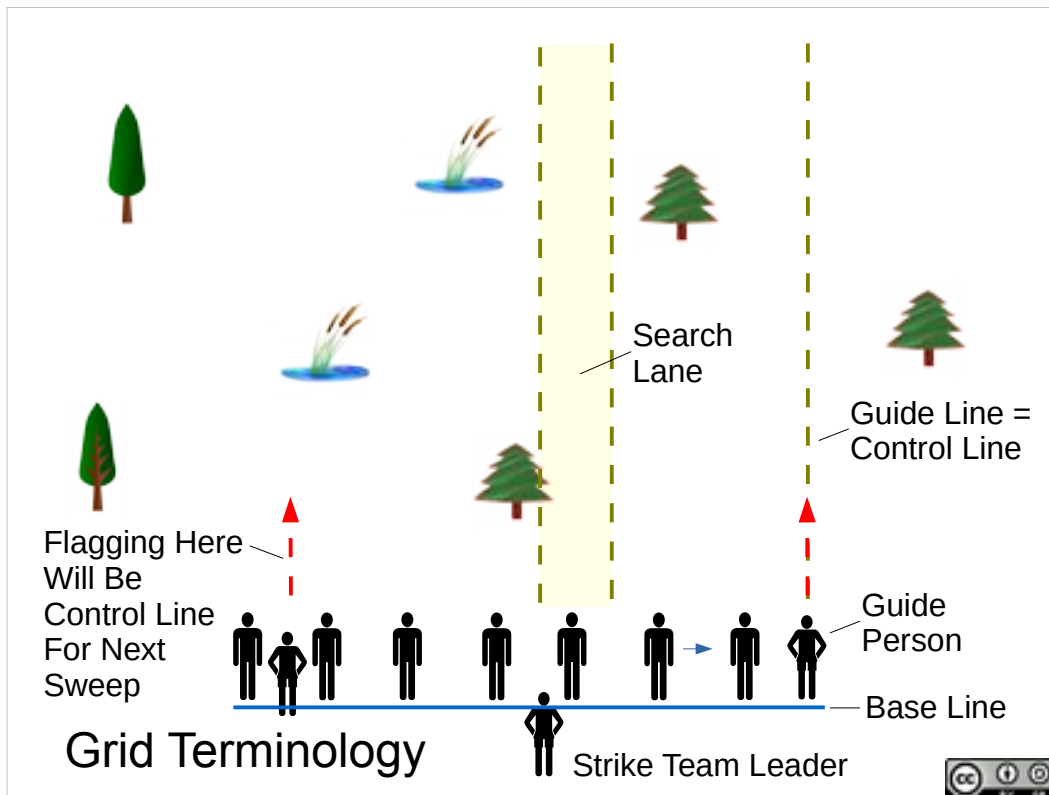 Search
Lane
Guide Line =
Control Line
Flagging Here
Will Be
Control Line
For Next
Sweep
Guide
Person
Base Line
Grid Terminology
Strike Team Leader
cc